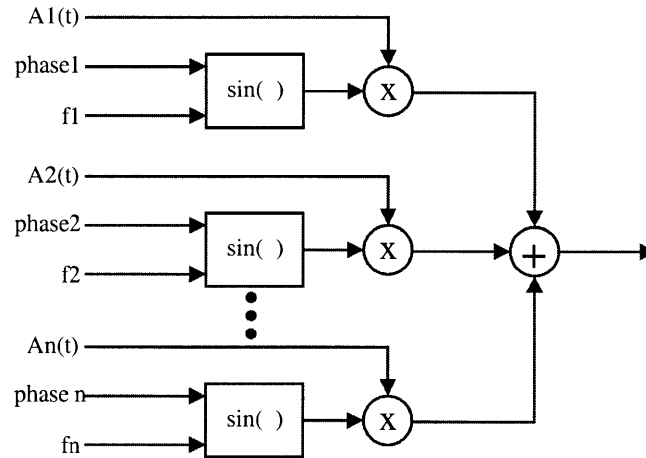 A1(t)
phase1
sin( )
X
f1
A2(t)
phase2
sin( )
X
+
f2
An(t)
phase n
sin( )
X
fn